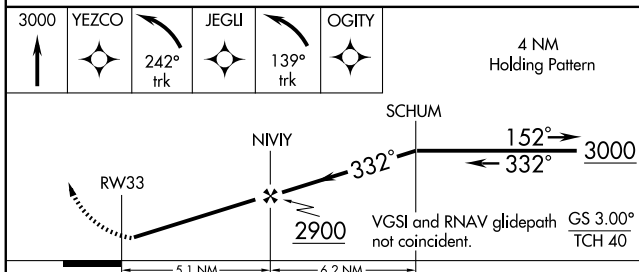 3000 YEZCO 242° trk JEGLI 139° trk OGITY
4 NM
Holding Pattern
SCHUM
NIVIY
RW33
152°
332°
332°
3000
2900
VGSI and RNAV glidepath
not coincident.
GS 3.00°
TCH 40
5.1 NM
6.2 NM